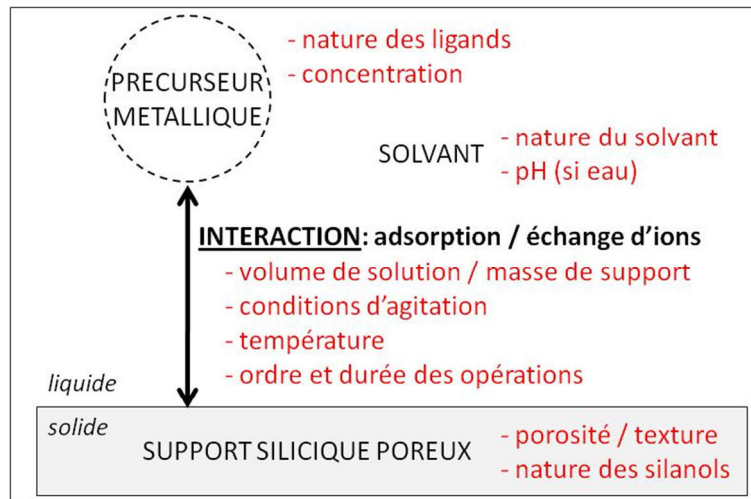 PRECURSEUR
METALLIQUE
- nature des ligands
- concentration
SOLVANT
- nature du solvant
- pH (si eau)
INTERACTION: adsorption / échange d'ions
- volume de solution / masse de support
- conditions d'agitation
- température
- ordre et durée des opérations
liquide
solide
SUPPORT SILICIQUE POREUX
- porosité / texture
- nature des silanols